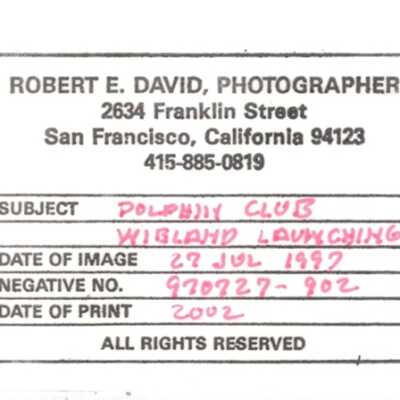 ROBERT E. DAVID, PHOTOGRAPHER
2634 Franklin Street
San Francisco, California 94123
415-885-0819
SUBJECT DOLPHIN CLUB
WIBLAND LAUNCHING
DATE OF IMAGE 27 JUL 1997
NEGATIVE NO. 970727-902
DATE OF PRINT 2002
ALL RIGHTS RESERVED